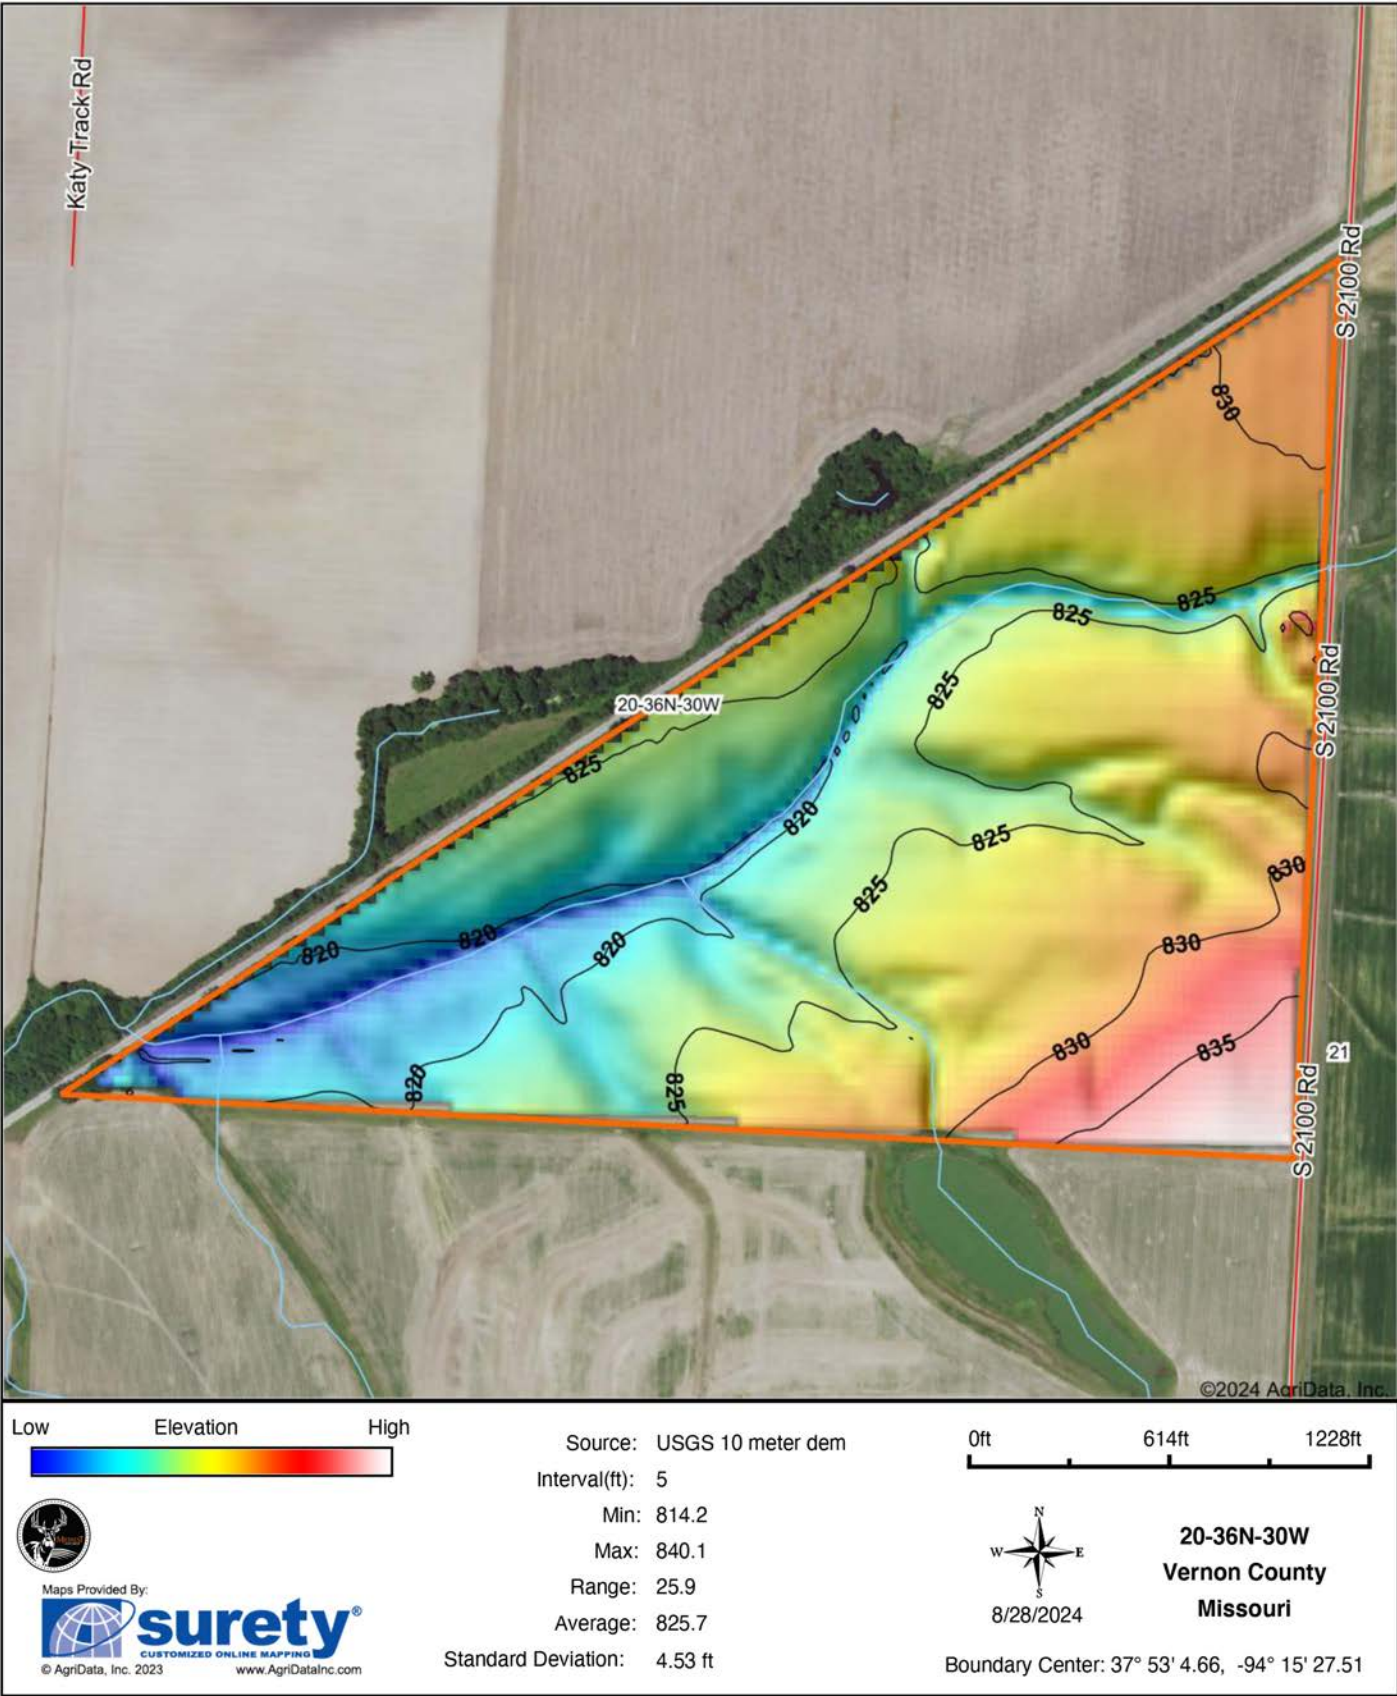 Katy Track Rd
S 2100 Rd
830
825
825
825
20-36N-30W
S 2100 Rd
825
820
825
830
825
830
820
820
820
830
835
21
820
825
S 2100 Rd
©2024 AgriData, Inc.
Low Elevation High
Source: USGS 10 meter dem
Interval(ft): 5
Min: 814.2
Max: 840.1
Range: 25.9
Average: 825.7
Standard Deviation: 4.53 ft
0ft 614ft 1228ft
N
W E
S
8/28/2024
20-36N-30W
Vernon County
Missouri
Boundary Center: 37° 53' 4.66, -94° 15' 27.51
Maps Provided By:
surety®
CUSTOMIZED ONLINE MAPPING
© AgriData, Inc. 2023 www.AgriDataInc.com